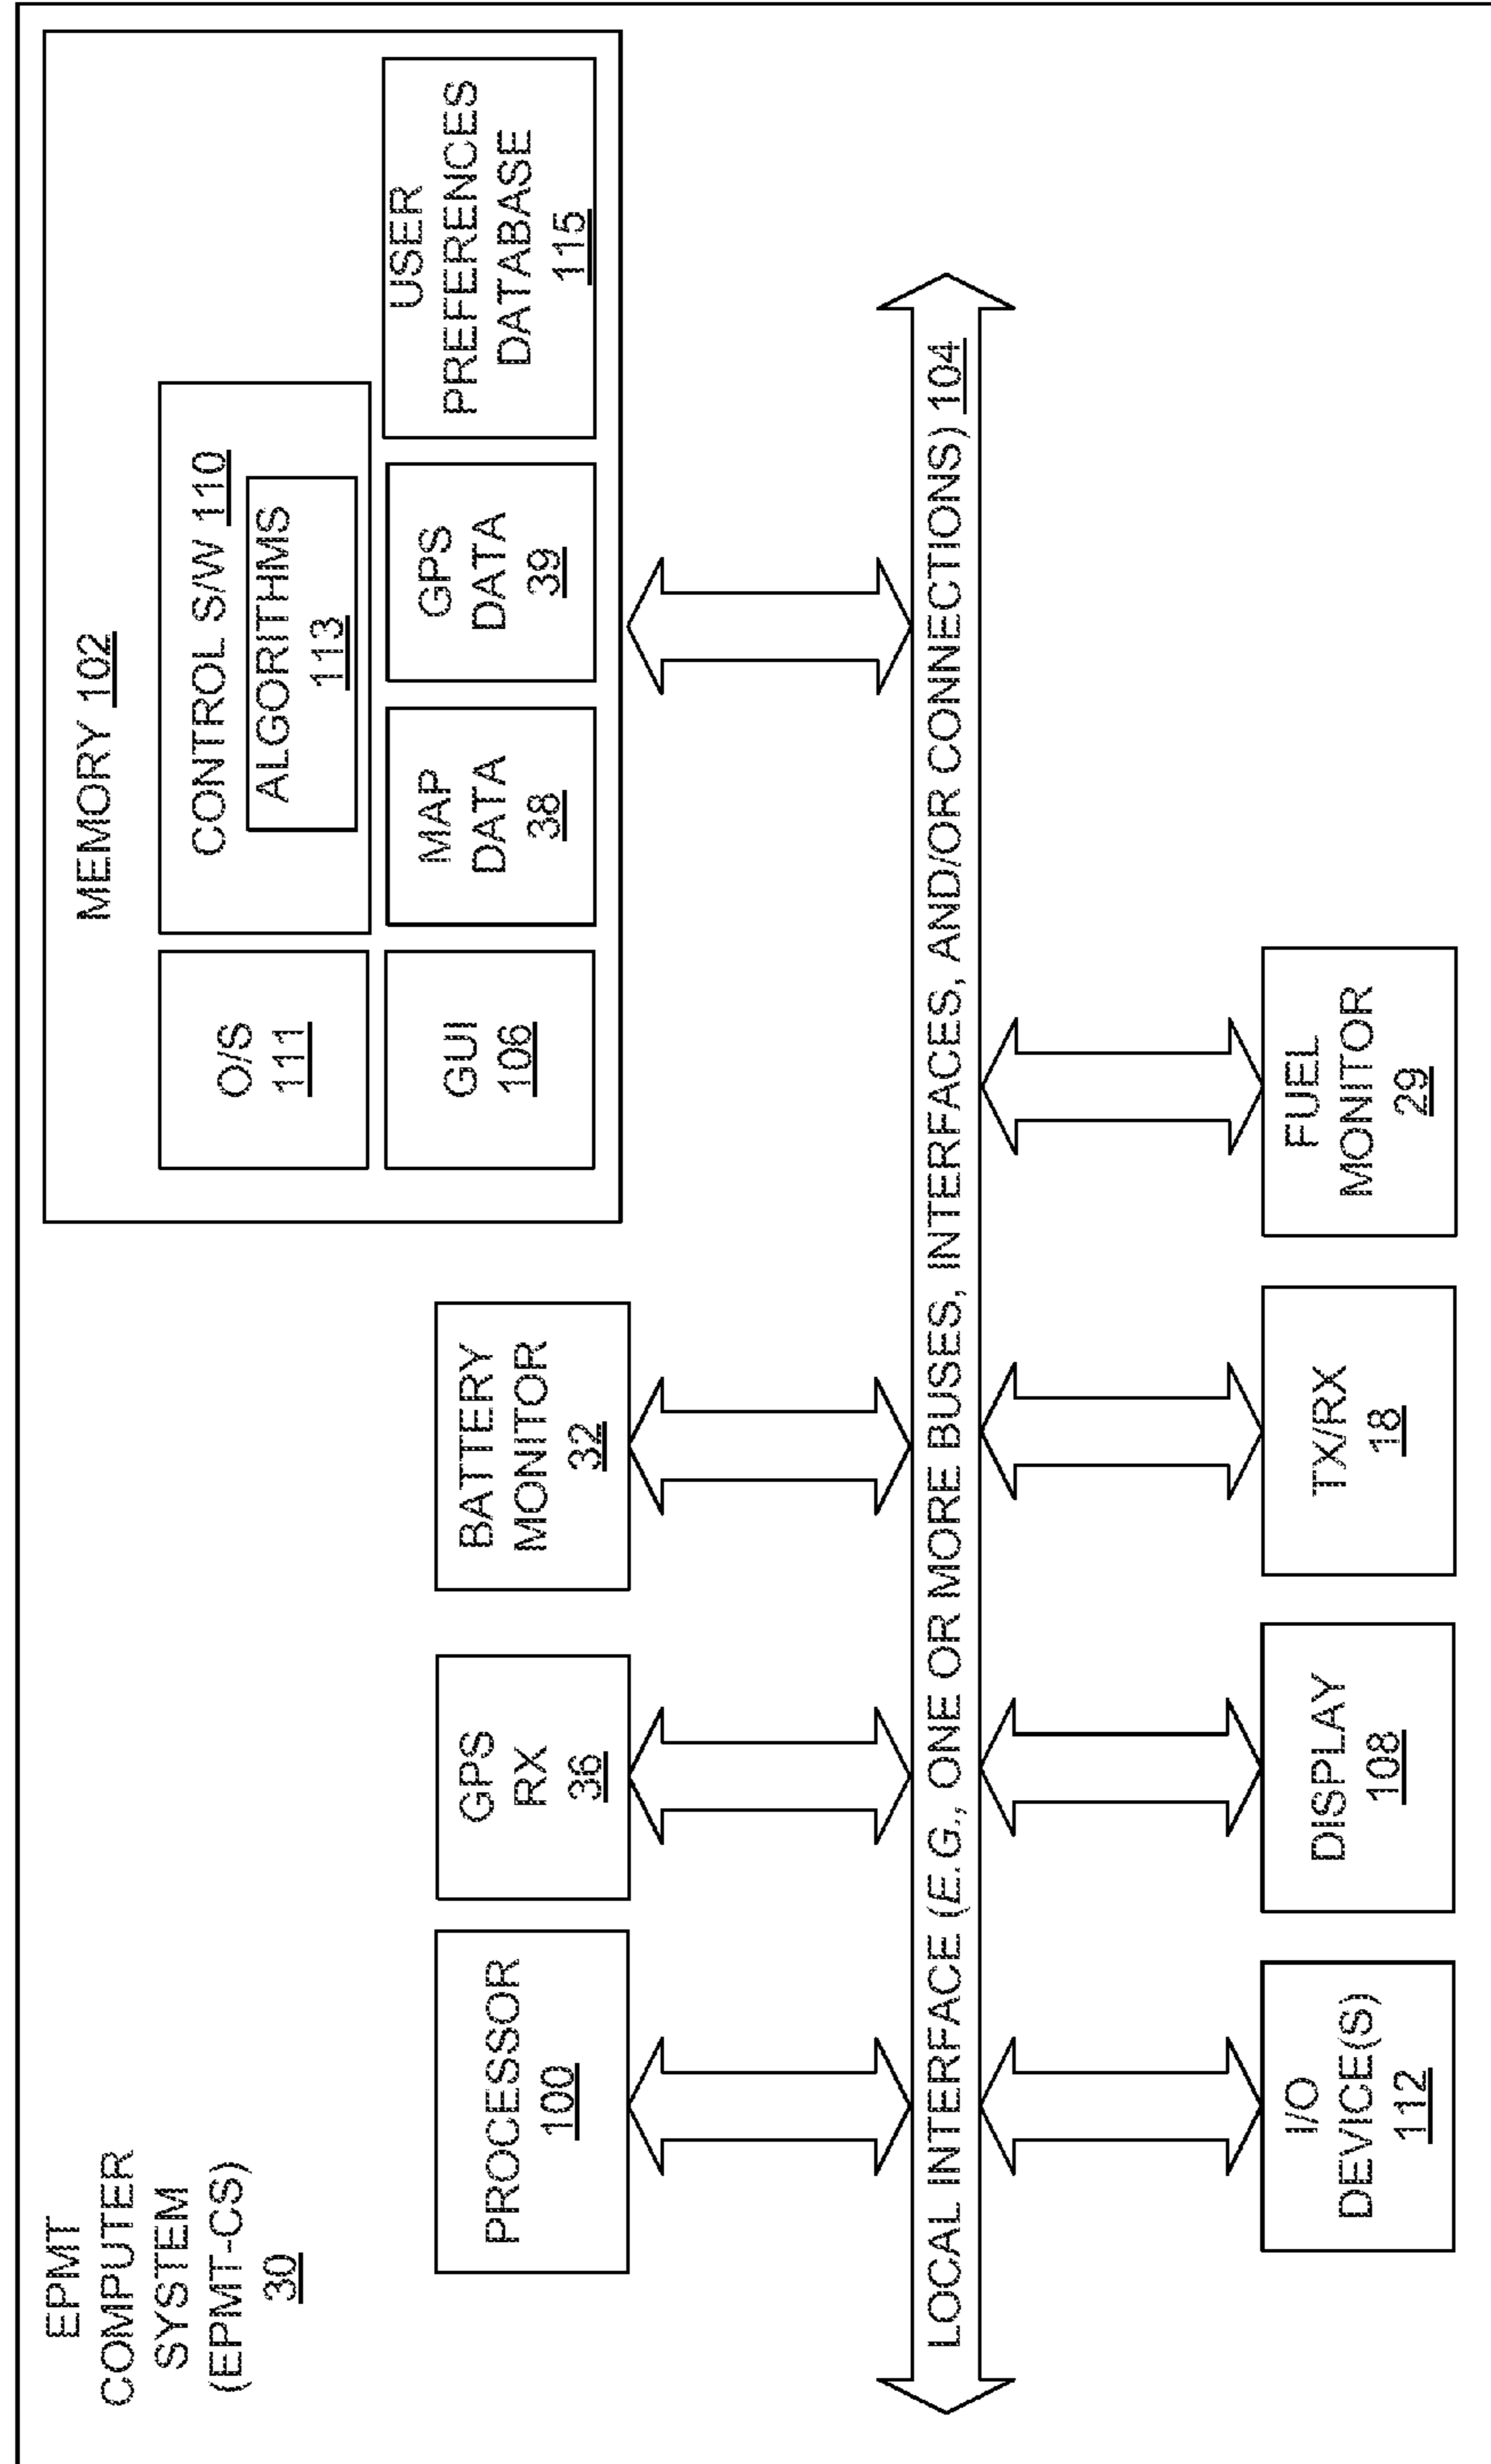 EPMT
COMPUTER
SYSTEM
(EPMT-CS)
30
MEMORY 102
O/S
111
CONTROL S/W 110
ALGORITHMS
113
GUI
106
MAP
DATA
38
GPS
DATA
39
USER
PREFERENCES
DATABASE
115
PROCESSOR
100
GPS
RX
36
BATTERY
MONITOR
32
LOCAL INTERFACE (E.G., ONE OR MORE BUSES, INTERFACES, AND/OR CONNECTIONS) 104
I/O
DEVICE(S)
112
DISPLAY
108
TX/RX
18
FUEL
MONITOR
29